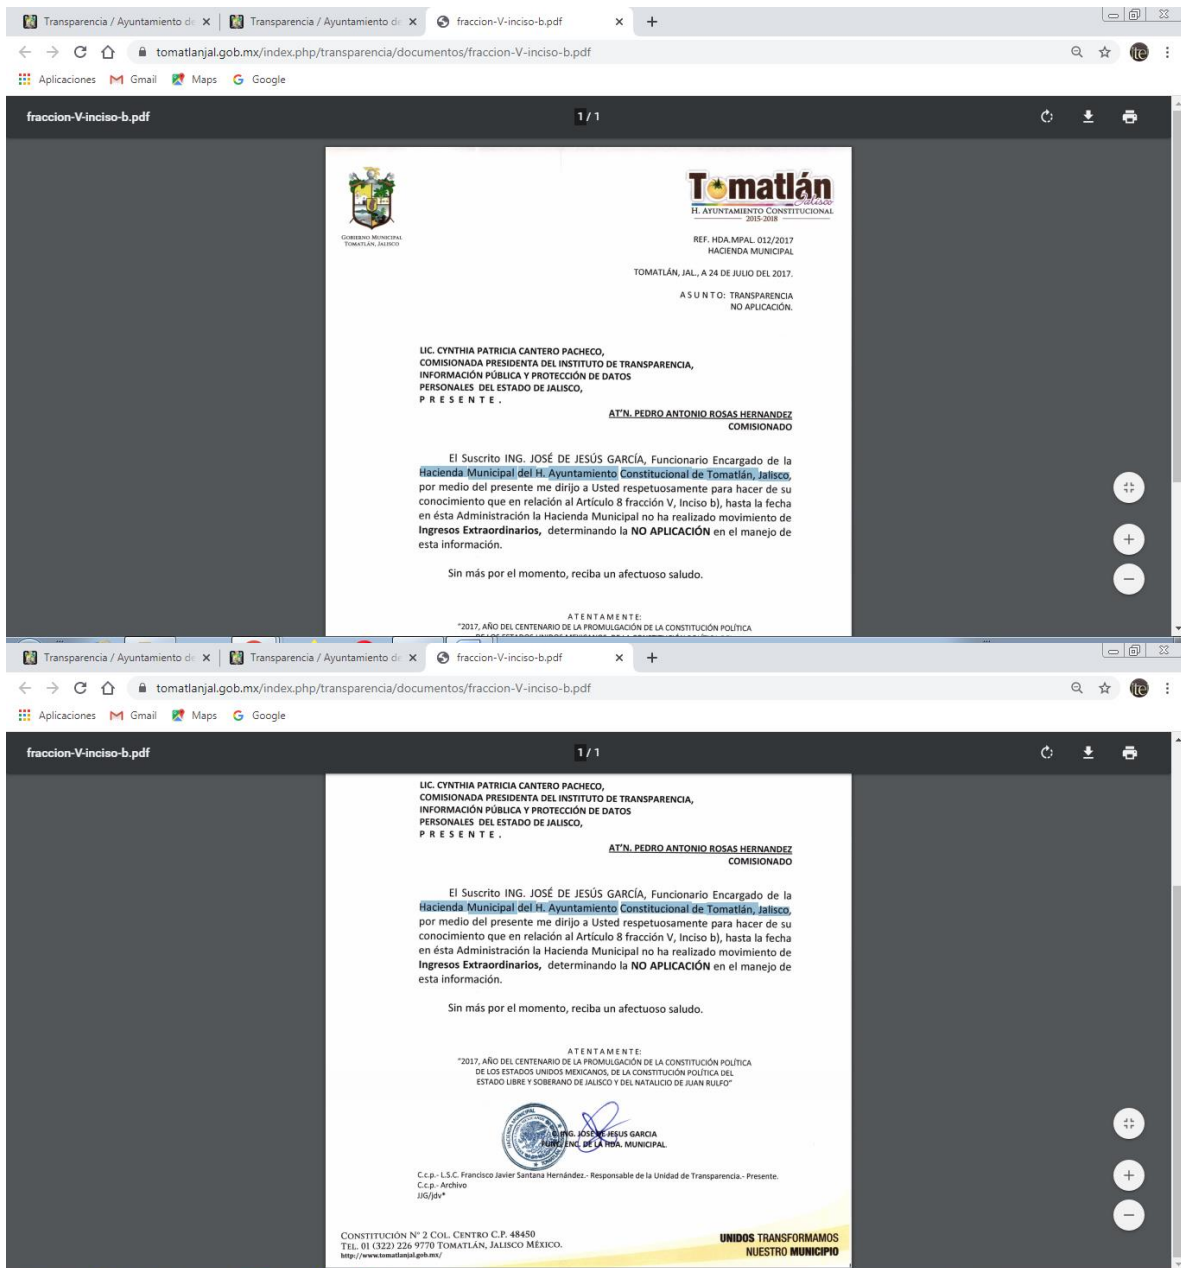 Transparencia / Ayuntamiento de
Transparencia / Ayuntamiento de
fraccion-V-inciso-b.pdf
tomatlanjal.gob.mx/index.php/transparencia/documentos/fraccion-V-inciso-b.pdf
Aplicaciones Gmail Maps Google
fraccion-V-inciso-b.pdf
1 / 1
GOBIERNO MUNICIPAL
TOMATLÁN, JALISCO
Tomatlán
Jalisco
H. AYUNTAMIENTO CONSTITUCIONAL
2015-2018
REF. HDA.MPAL. 012/2017
HACIENDA MUNICIPAL
TOMATLÁN, JAL., A 24 DE JULIO DEL 2017.
A S U N T O: TRANSPARENCIA
NO APLICACIÓN.
LIC. CYNTHIA PATRICIA CANTERO PACHECO,
COMISIONADA PRESIDENTA DEL INSTITUTO DE TRANSPARENCIA,
INFORMACIÓN PÚBLICA Y PROTECCIÓN DE DATOS
PERSONALES DEL ESTADO DE JALISCO,
P R E S E N T E .
AT'N. PEDRO ANTONIO ROSAS HERNANDEZ
COMISIONADO
El Suscrito ING. JOSÉ DE JESÚS GARCÍA, Funcionario Encargado de la
Hacienda Municipal del H. Ayuntamiento Constitucional de Tomatlán, Jalisco,
por medio del presente me dirijo a Usted respetuosamente para hacer de su
conocimiento que en relación al Artículo 8 fracción V, Inciso b), hasta la fecha
en ésta Administración la Hacienda Municipal no ha realizado movimiento de
Ingresos Extraordinarios, determinando la NO APLICACIÓN en el manejo de
esta información.
Sin más por el momento, reciba un afectuoso saludo.
A T E N T A M E N T E:
"2017, AÑO DEL CENTENARIO DE LA PROMULGACIÓN DE LA CONSTITUCIÓN POLÍTICA
Transparencia / Ayuntamiento de
Transparencia / Ayuntamiento de
fraccion-V-inciso-b.pdf
tomatlanjal.gob.mx/index.php/transparencia/documentos/fraccion-V-inciso-b.pdf
Aplicaciones Gmail Maps Google
fraccion-V-inciso-b.pdf
1 / 1
LIC. CYNTHIA PATRICIA CANTERO PACHECO,
COMISIONADA PRESIDENTA DEL INSTITUTO DE TRANSPARENCIA,
INFORMACIÓN PÚBLICA Y PROTECCIÓN DE DATOS
PERSONALES DEL ESTADO DE JALISCO,
P R E S E N T E .
AT'N. PEDRO ANTONIO ROSAS HERNANDEZ
COMISIONADO
El Suscrito ING. JOSÉ DE JESÚS GARCÍA, Funcionario Encargado de la
Hacienda Municipal del H. Ayuntamiento Constitucional de Tomatlán, Jalisco,
por medio del presente me dirijo a Usted respetuosamente para hacer de su
conocimiento que en relación al Artículo 8 fracción V, Inciso b), hasta la fecha
en ésta Administración la Hacienda Municipal no ha realizado movimiento de
Ingresos Extraordinarios, determinando la NO APLICACIÓN en el manejo de
esta información.
Sin más por el momento, reciba un afectuoso saludo.
A T E N T A M E N T E:
"2017, AÑO DEL CENTENARIO DE LA PROMULGACIÓN DE LA CONSTITUCIÓN POLÍTICA
DE LOS ESTADOS UNIDOS MEXICANOS, DE LA CONSTITUCIÓN POLÍTICA DEL
ESTADO LIBRE Y SOBERANO DE JALISCO Y DEL NATALICIO DE JUAN RULFO"
ING. JOSE DE JESUS GARCIA
FUNC. ENC. DE LA HDA. MUNICIPAL.
C.c.p.- L.S.C. Francisco Javier Santana Hernández.- Responsable de la Unidad de Transparencia.- Presente.
C.c.p.- Archivo
JJG/jdv*
CONSTITUCIÓN Nº 2 COL. CENTRO C.P. 48450
TEL. 01 (322) 226 9770 TOMATLÁN, JALISCO MÉXICO.
http://www.tomatlanjal.gob.mx/
UNIDOS TRANSFORMAMOS
NUESTRO MUNICIPIO